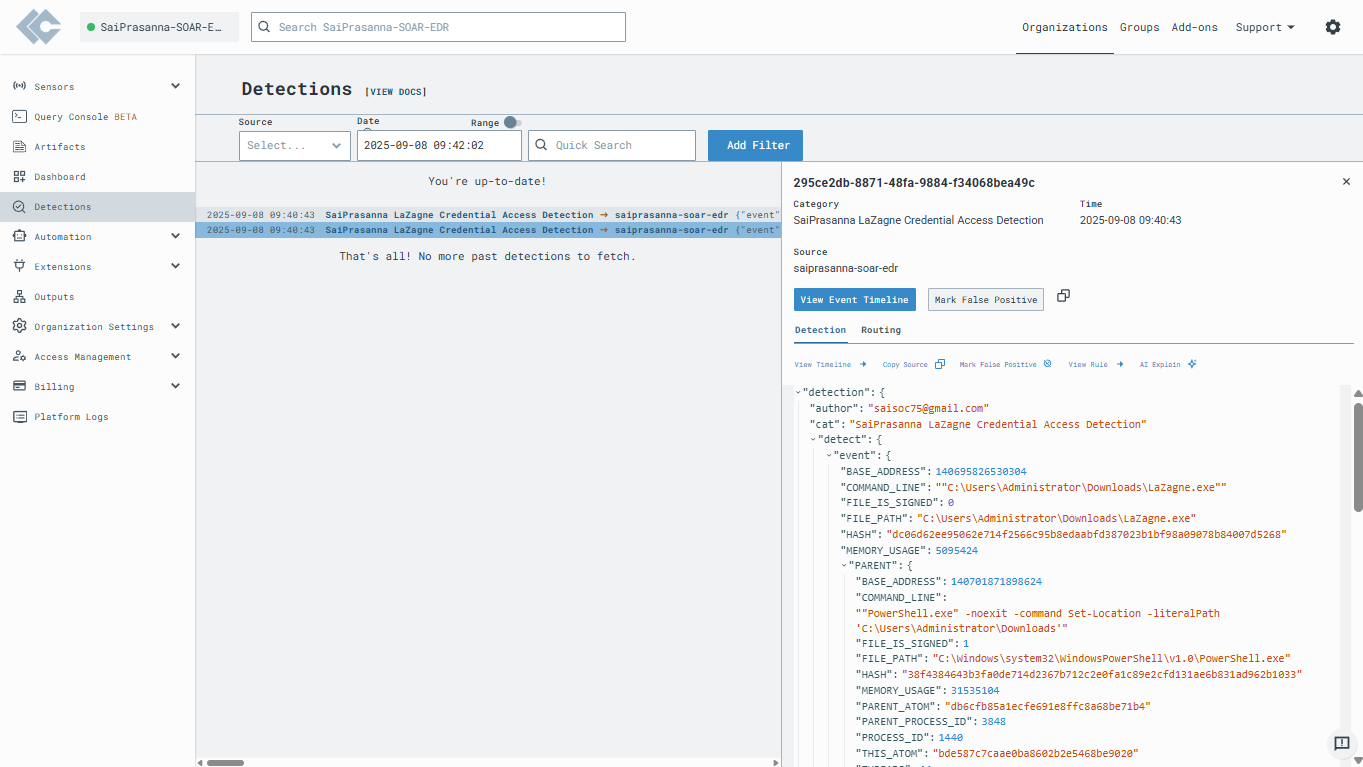 SaiPrasanna-SOAR-E...
Search SaiPrasanna-SOAR-EDR
Organizations
Groups
Add-ons
Support
Sensors
Query Console BETA
Artifacts
Dashboard
Detections
Automation
Extensions
Outputs
Organization Settings
Access Management
Billing
Platform Logs
Detections [VIEW DOCS]
Source
Date
Range
Select...
2025-09-08 09:42:02
Quick Search
Add Filter
You're up-to-date!
2025-09-08 09:40:43 SaiPrasanna LaZagne Credential Access Detection → saiprasanna-soar-edr {"event"
2025-09-08 09:40:43 SaiPrasanna LaZagne Credential Access Detection → saiprasanna-soar-edr {"event"
That's all! No more past detections to fetch.
295ce2db-8871-48fa-9884-f34068bea49c
Category
Time
SaiPrasanna LaZagne Credential Access Detection
2025-09-08 09:40:43
Source
saiprasanna-soar-edr
View Event Timeline
Mark False Positive
Detection
Routing
View Timeline
Copy Source
Mark False Positive
View Rule
AI Explain
"detection": {
"author": "saisoc75@gmail.com"
"cat": "SaiPrasanna LaZagne Credential Access Detection"
"detect": {
"event": {
"BASE_ADDRESS": 140695826530304
"COMMAND_LINE": ""C:\Users\Administrator\Downloads\LaZagne.exe""
"FILE_IS_SIGNED": 0
"FILE_PATH": "C:\Users\Administrator\Downloads\LaZagne.exe"
"HASH": "dc06d62ee95062e714f2566c95b8edaabfd387023b1bf98a09078b84007d5268"
"MEMORY_USAGE": 5095424
"PARENT": {
"BASE_ADDRESS": 140701871898624
"COMMAND_LINE":
""PowerShell.exe" -noexit -command Set-Location -literalPath
'C:\Users\Administrator\Downloads'"
"FILE_IS_SIGNED": 1
"FILE_PATH": "C:\Windows\system32\WindowsPowerShell\v1.0\PowerShell.exe"
"HASH": "38f4384643b3fa0de714d2367b712c2e0fa1c89e2cfd131ae6b831ad962b1033"
"MEMORY_USAGE": 31535104
"PARENT_ATOM": "db6cfb85a1ecfe691e8ffc8a68be71b4"
"PARENT_PROCESS_ID": 3848
"PROCESS_ID": 1440
"THIS_ATOM": "bde587c7caae0ba8602b2e5468be9020"